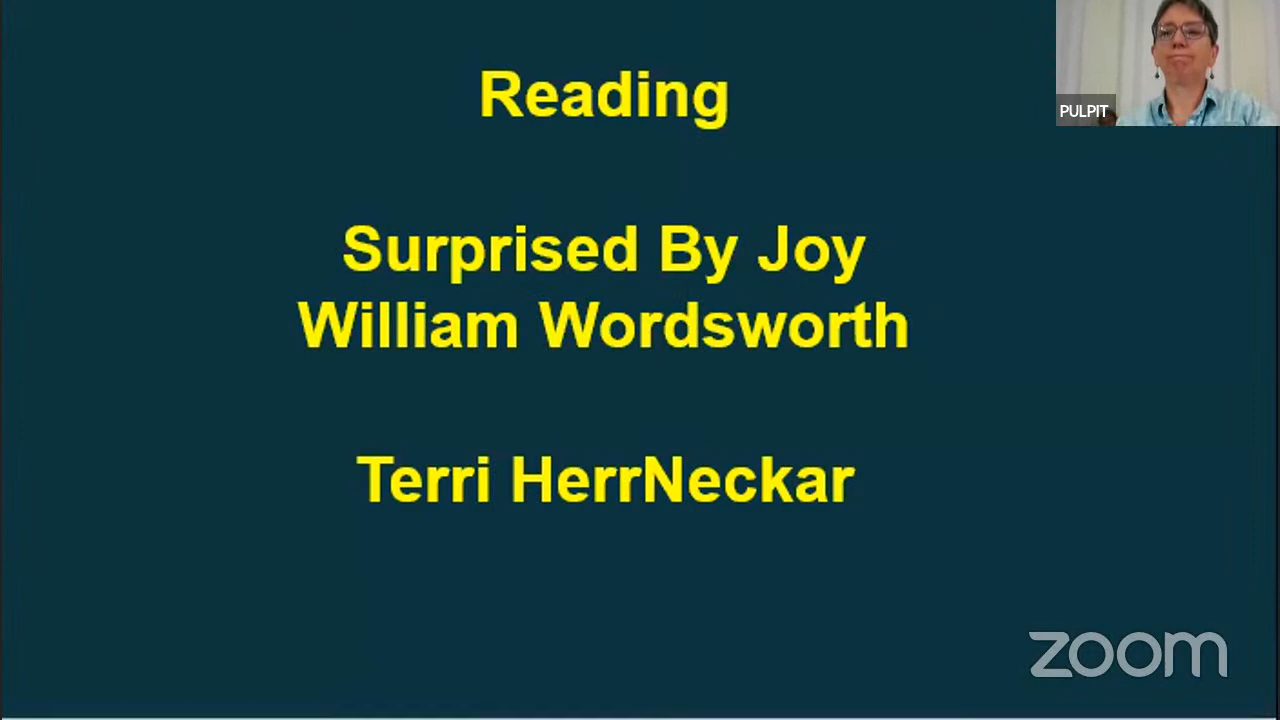 Reading
Surprised By Joy
William Wordsworth
Terri HerrNeckar
PULPIT
zoom